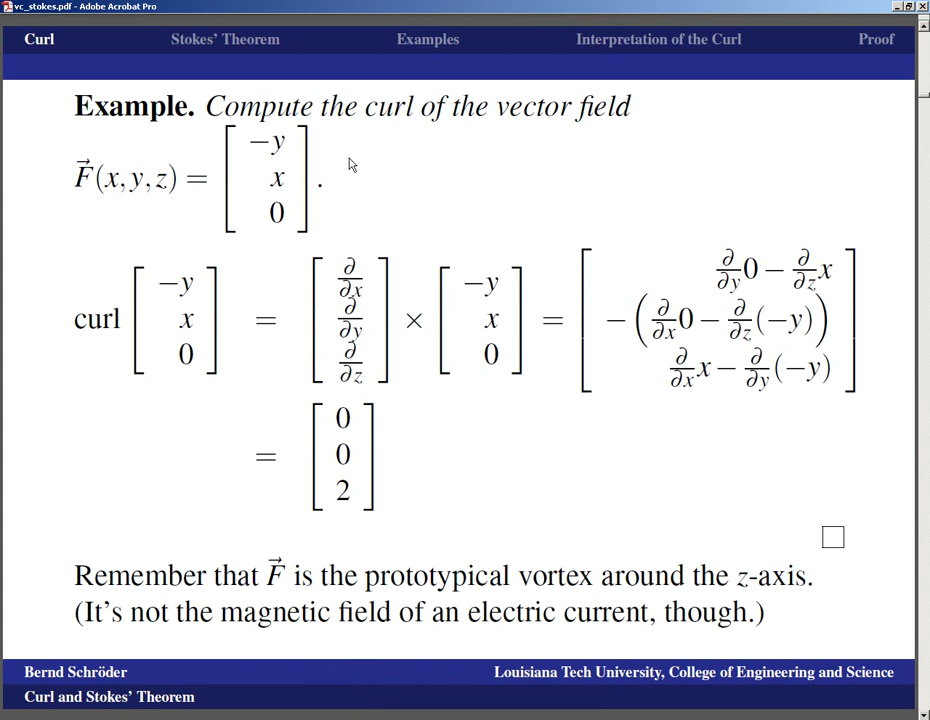 vc_stokes.pdf - Adobe Acrobat Pro
Curl Stokes' Theorem Examples Interpretation of the Curl Proof
Example. Compute the curl of the vector field
F⃗(x,y,z) = [ −y x 0 ] .
curl [ −y x 0 ] = [ ∂/∂x ∂/∂y ∂/∂z ] × [ −y x 0 ] = [ ∂/∂y 0 − ∂/∂z x −( ∂/∂x 0 − ∂/∂z (−y) ) ∂/∂x x − ∂/∂y (−y) ]
= [ 0 0 2 ]
Remember that F⃗ is the prototypical vortex around the z-axis.
(It's not the magnetic field of an electric current, though.)
Bernd Schröder Louisiana Tech University, College of Engineering and Science
Curl and Stokes' Theorem